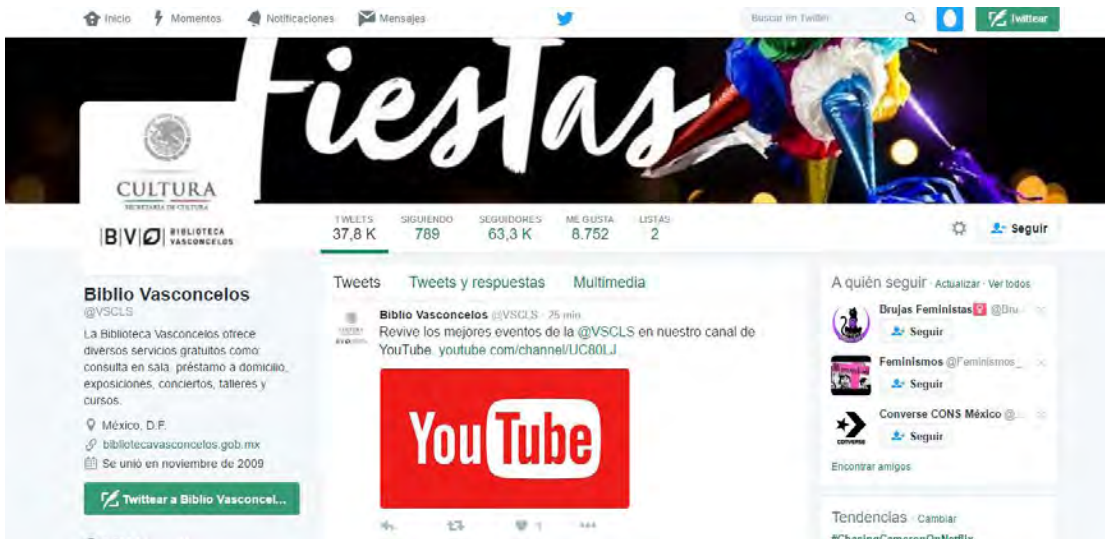 Inicio Momentos Notificaciones Mensajes Buscar en Twitter Twittear
Fiestas
CULTURA
SECRETARÍA DE CULTURA
BVO BIBLIOTECA
VASCONCELOS
TWEETS SIGUIENDO SEGUIDORES ME GUSTA LISTAS
37,8 K 789 63,3 K 8.752 2
Seguir
Biblio Vasconcelos
@VSCLS
La Biblioteca Vasconcelos ofrece
diversos servicios gratuitos como:
consulta en sala, préstamo a domicilio,
exposiciones, conciertos, talleres y
cursos.
México, D.F.
bibliotecavasconcelos.gob.mx
Se unió en noviembre de 2009
Twittear a Biblio Vasconcel...
Tweets Tweets y respuestas Multimedia
Biblio Vasconcelos @VSCLS · 25 min
Revive los mejores eventos de la @VSCLS en nuestro canal de
YouTube. youtube.com/channel/UC80LJ
YouTube
1
A quién seguir · Actualizar · Ver todos
Brujas Feministas @Bru...
Seguir
Feminismos @Feminismos_
Seguir
Converse CONS México @...
CONVERSE
Seguir
Encontrar amigos
Tendencias · Cambiar
#ChasingCameronOnNetflix